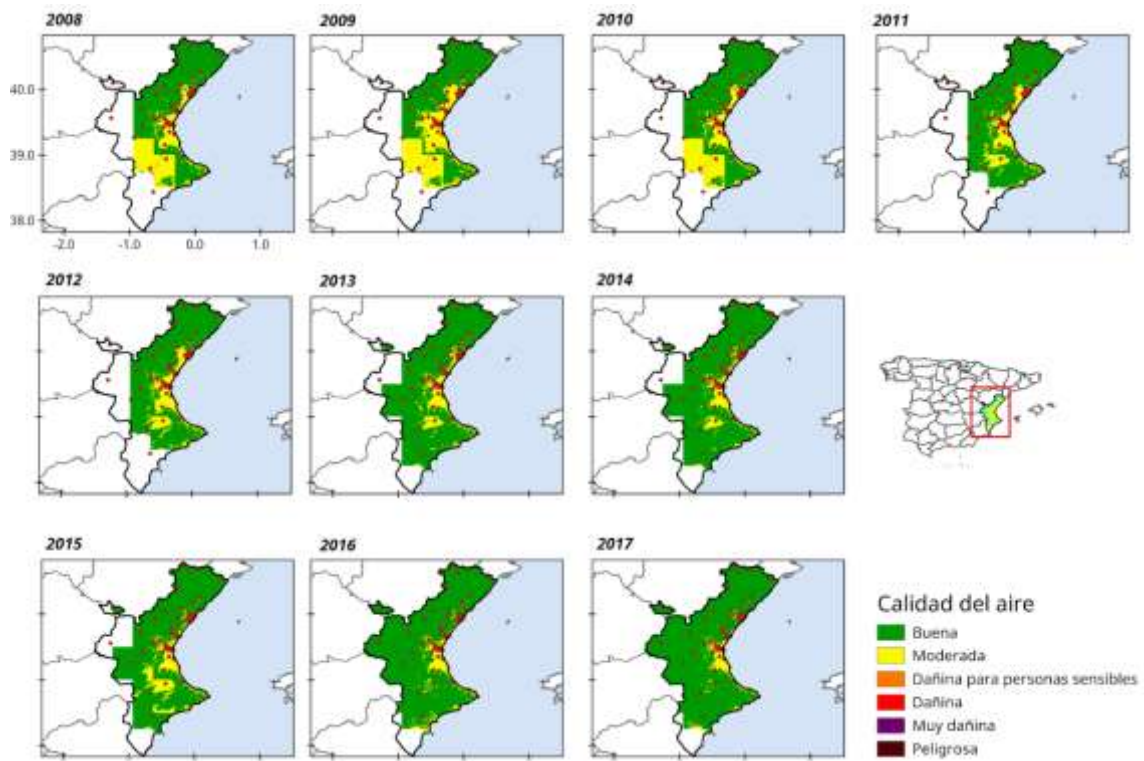 2008
2009
2010
2011
40.0
39.0
38.0
-2.0 -1.0 0.0 1.0
2012
2013
2014
2015
2016
2017
Calidad del aire
Buena
Moderada
Dañina para personas sensibles
Dañina
Muy dañina
Peligrosa